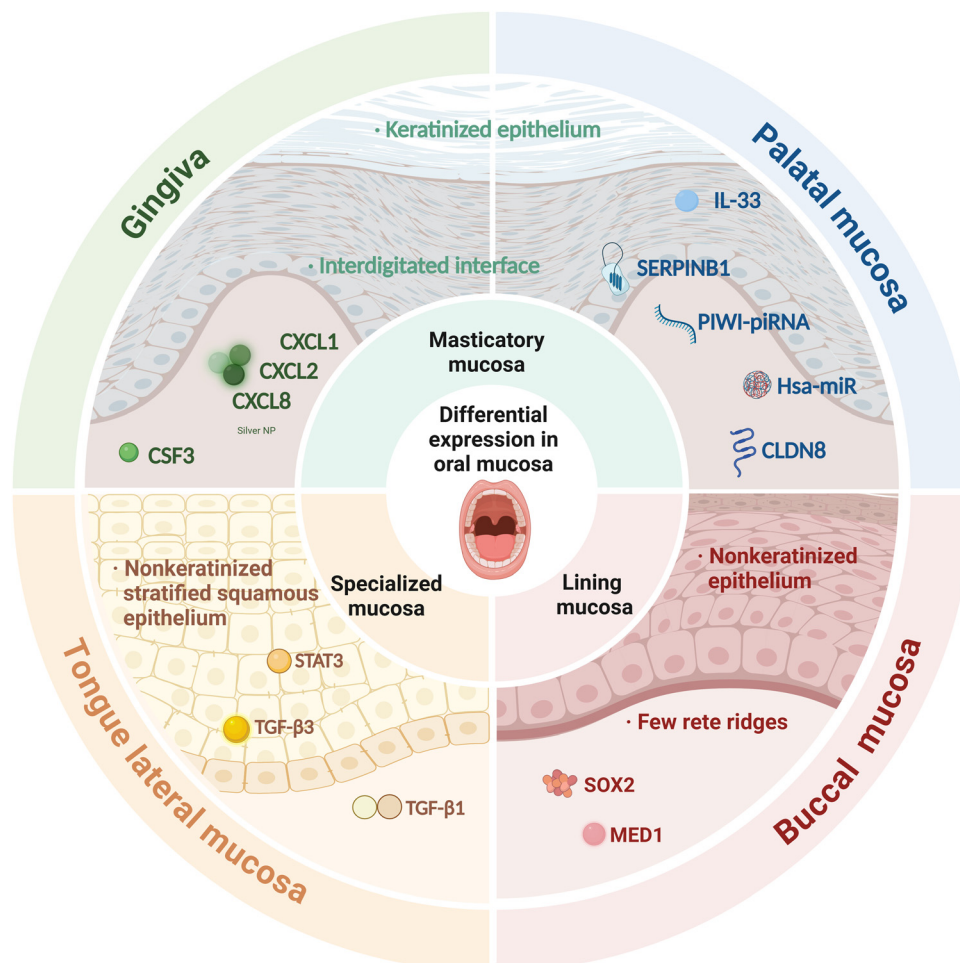 Gingiva
Palatal mucosa
· Keratinized epithelium
· Interdigitated interface
IL-33
SERPINB1
PIWI-piRNA
Hsa-miR
CLDN8
CXCL1
CXCL2
CXCL8
Silver NP
CSF3
Masticatory
mucosa
Differential
expression in
oral mucosa
Specialized
mucosa
Lining
mucosa
· Nonkeratinized
stratified squamous
epithelium
STAT3
TGF-β3
TGF-β1
Tongue lateral mucosa
· Nonkeratinized
epithelium
· Few rete ridges
SOX2
MED1
Buccal mucosa